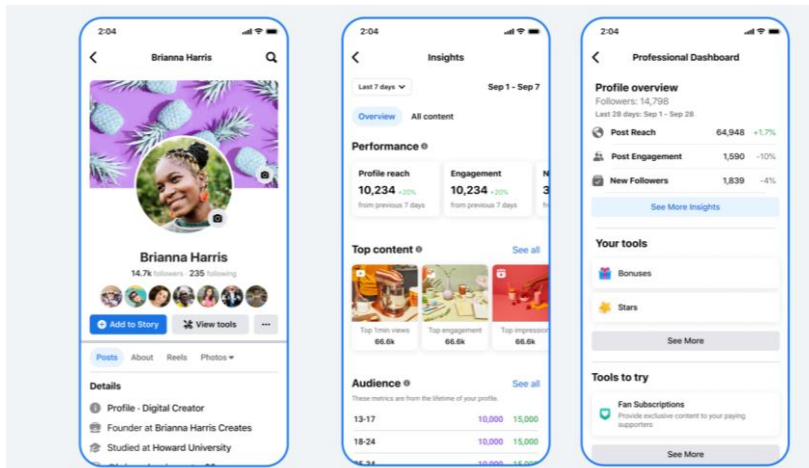 2:04
Brianna Harris
Brianna Harris
14.7k followers · 235 following
Add to Story
View tools
Posts About Reels Photos
Details
Profile · Digital Creator
Founder at Brianna Harris Creates
Studied at Howard University
2:04
Insights
Last 7 days
Sep 1 - Sep 7
Overview All content
Performance
Profile reach
10,234 +20%
from previous 7 days
Engagement
10,234 +20%
from previous 7 days
N
3
Top content
See all
Top 1min views
66.6k
Top engagement
66.6k
Top impression
66.6k
Audience
See all
These metrics are from the lifetime of your profile.
13-17 10,000 15,000
18-24 10,000 15,000
2:04
Professional Dashboard
Profile overview
Followers: 14,798
Last 28 days: Sep 1 - Sep 28
Post Reach 64,948 +1.7%
Post Engagement 1,590 -10%
New Followers 1,839 -4%
See More Insights
Your tools
Bonuses
Stars
See More
Tools to try
Fan Subscriptions
Provide exclusive content to your paying
supporters
See More